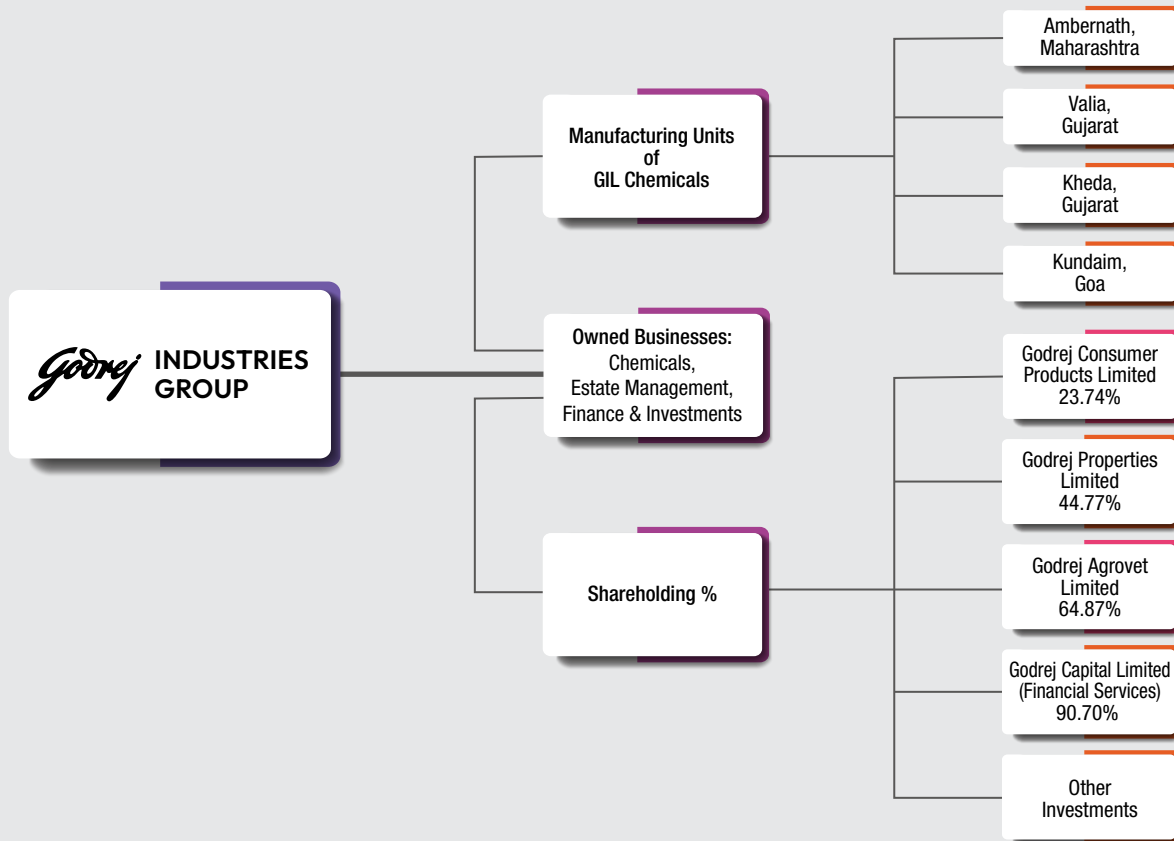 Godrej INDUSTRIES
GROUP
Manufacturing Units
of
GIL Chemicals
Owned Businesses:
Chemicals,
Estate Management,
Finance & Investments
Shareholding %
Ambernath,
Maharashtra
Valia,
Gujarat
Kheda,
Gujarat
Kundaim,
Goa
Godrej Consumer
Products Limited
23.74%
Godrej Properties
Limited
44.77%
Godrej Agrovet
Limited
64.87%
Godrej Capital Limited
(Financial Services)
90.70%
Other
Investments